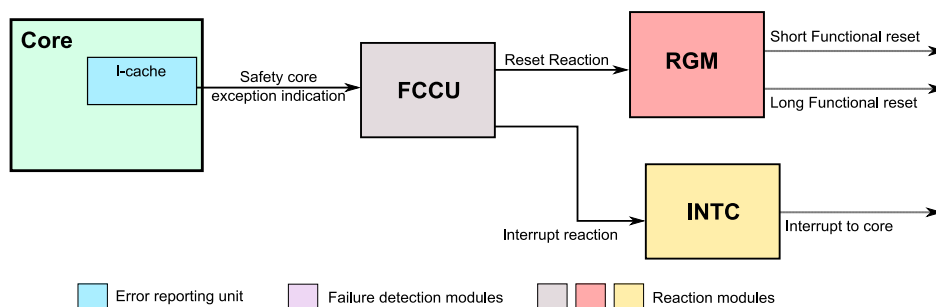 Core
I-cache
Safety core
exception indication
FCCU
Reset Reaction
RGM
Short Functional reset
Long Functional reset
Interrupt reaction
INTC
Interrupt to core
Error reporting unit
Failure detection modules
Reaction modules